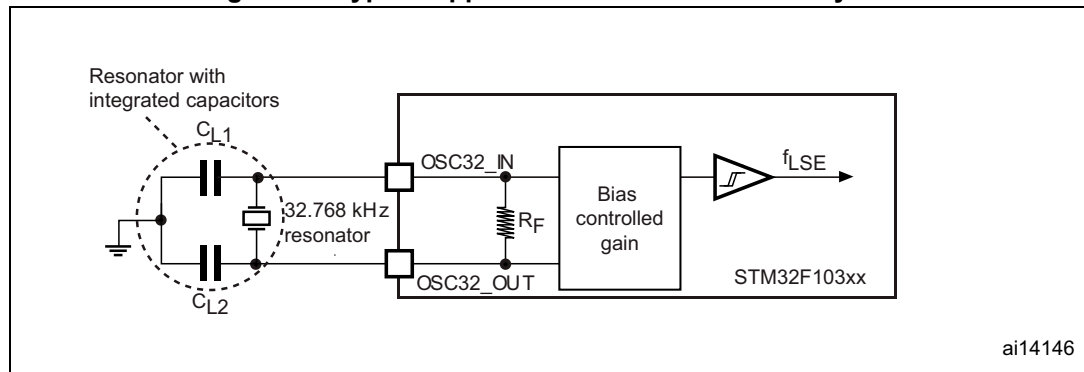 Resonator with
integrated capacitors
CL1
OSC32_IN
fLSE
32.768 kHz
resonator
RF
Bias
controlled
gain
OSC32_OUT
STM32F103xx
CL2
ai14146